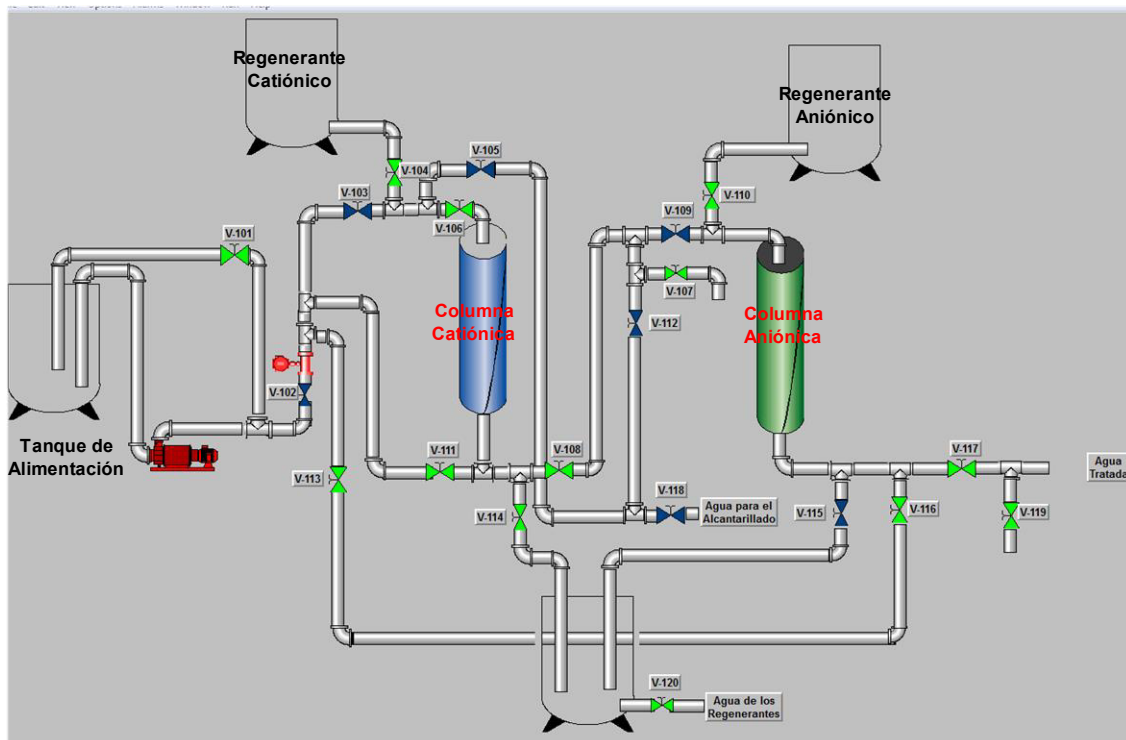 Regenerante
Catiónico
Regenerante
Aniónico
V-105
V-104
V-103
V-106
V-110
V-109
V-101
V-107
Columna
Catiónica
Columna
Aniónica
V-112
V-102
Tanque de
Alimentación
V-111
V-108
V-117
V-113
Agua
Tratada
V-114
V-118
Agua para el
Alcantarillado
V-115
V-116
V-119
V-120
Agua de los
Regenerantes